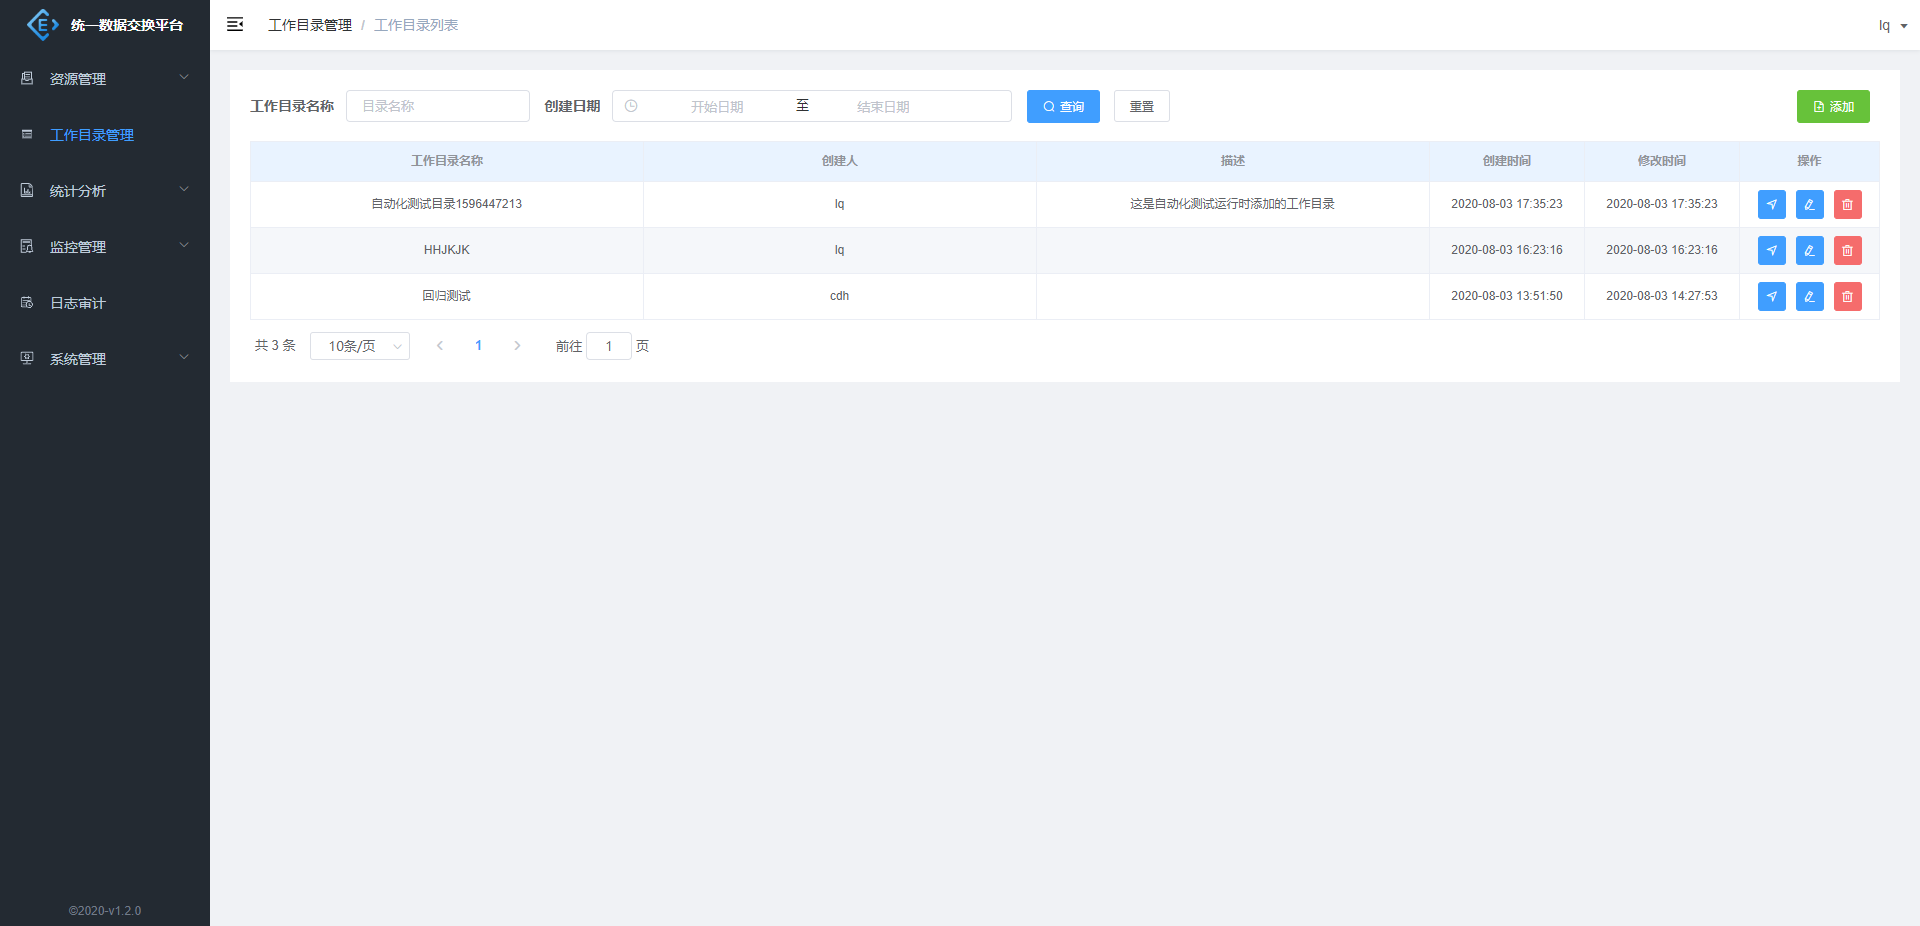 统一数据交换平台
资源管理
工作目录管理
统计分析
监控管理
日志审计
系统管理
©2020-v1.2.0
工作目录管理 / 工作目录列表
lq
工作目录名称 目录名称 创建日期 开始日期 至 结束日期 查询 重置 添加
工作目录名称 创建人 描述 创建时间 修改时间 操作
自动化测试目录1596447213 lq 这是自动化测试运行时添加的工作目录 2020-08-03 17:35:23 2020-08-03 17:35:23
HHJKJK lq 2020-08-03 16:23:16 2020-08-03 16:23:16
回归测试 cdh 2020-08-03 13:51:50 2020-08-03 14:27:53
共 3 条 10条/页 1 前往 1 页